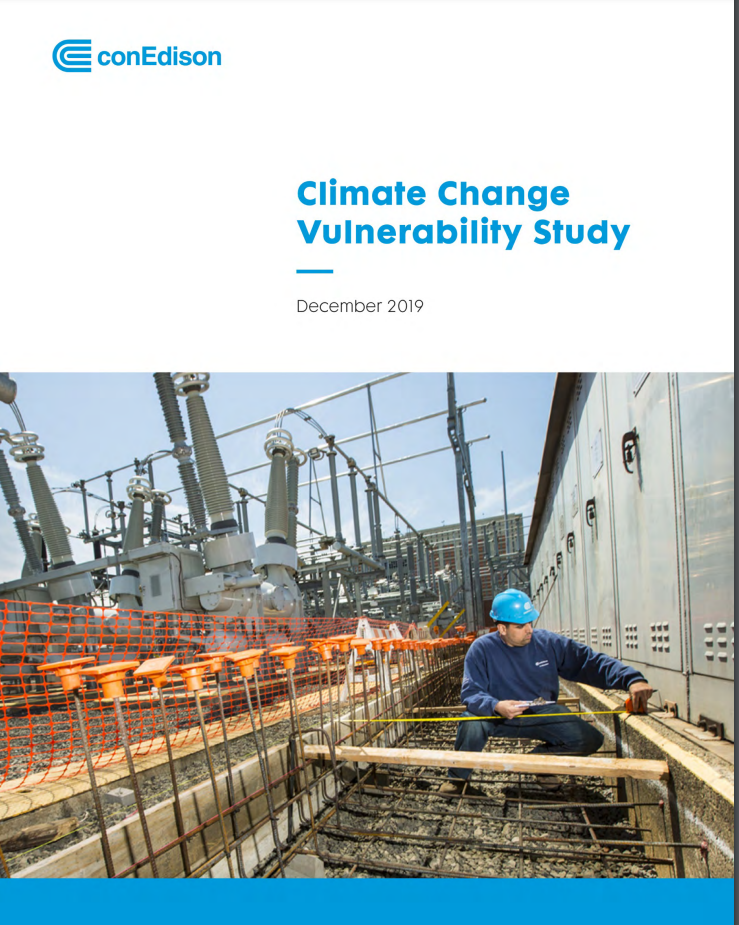 conEdison
Climate Change
Vulnerability Study
December 2019